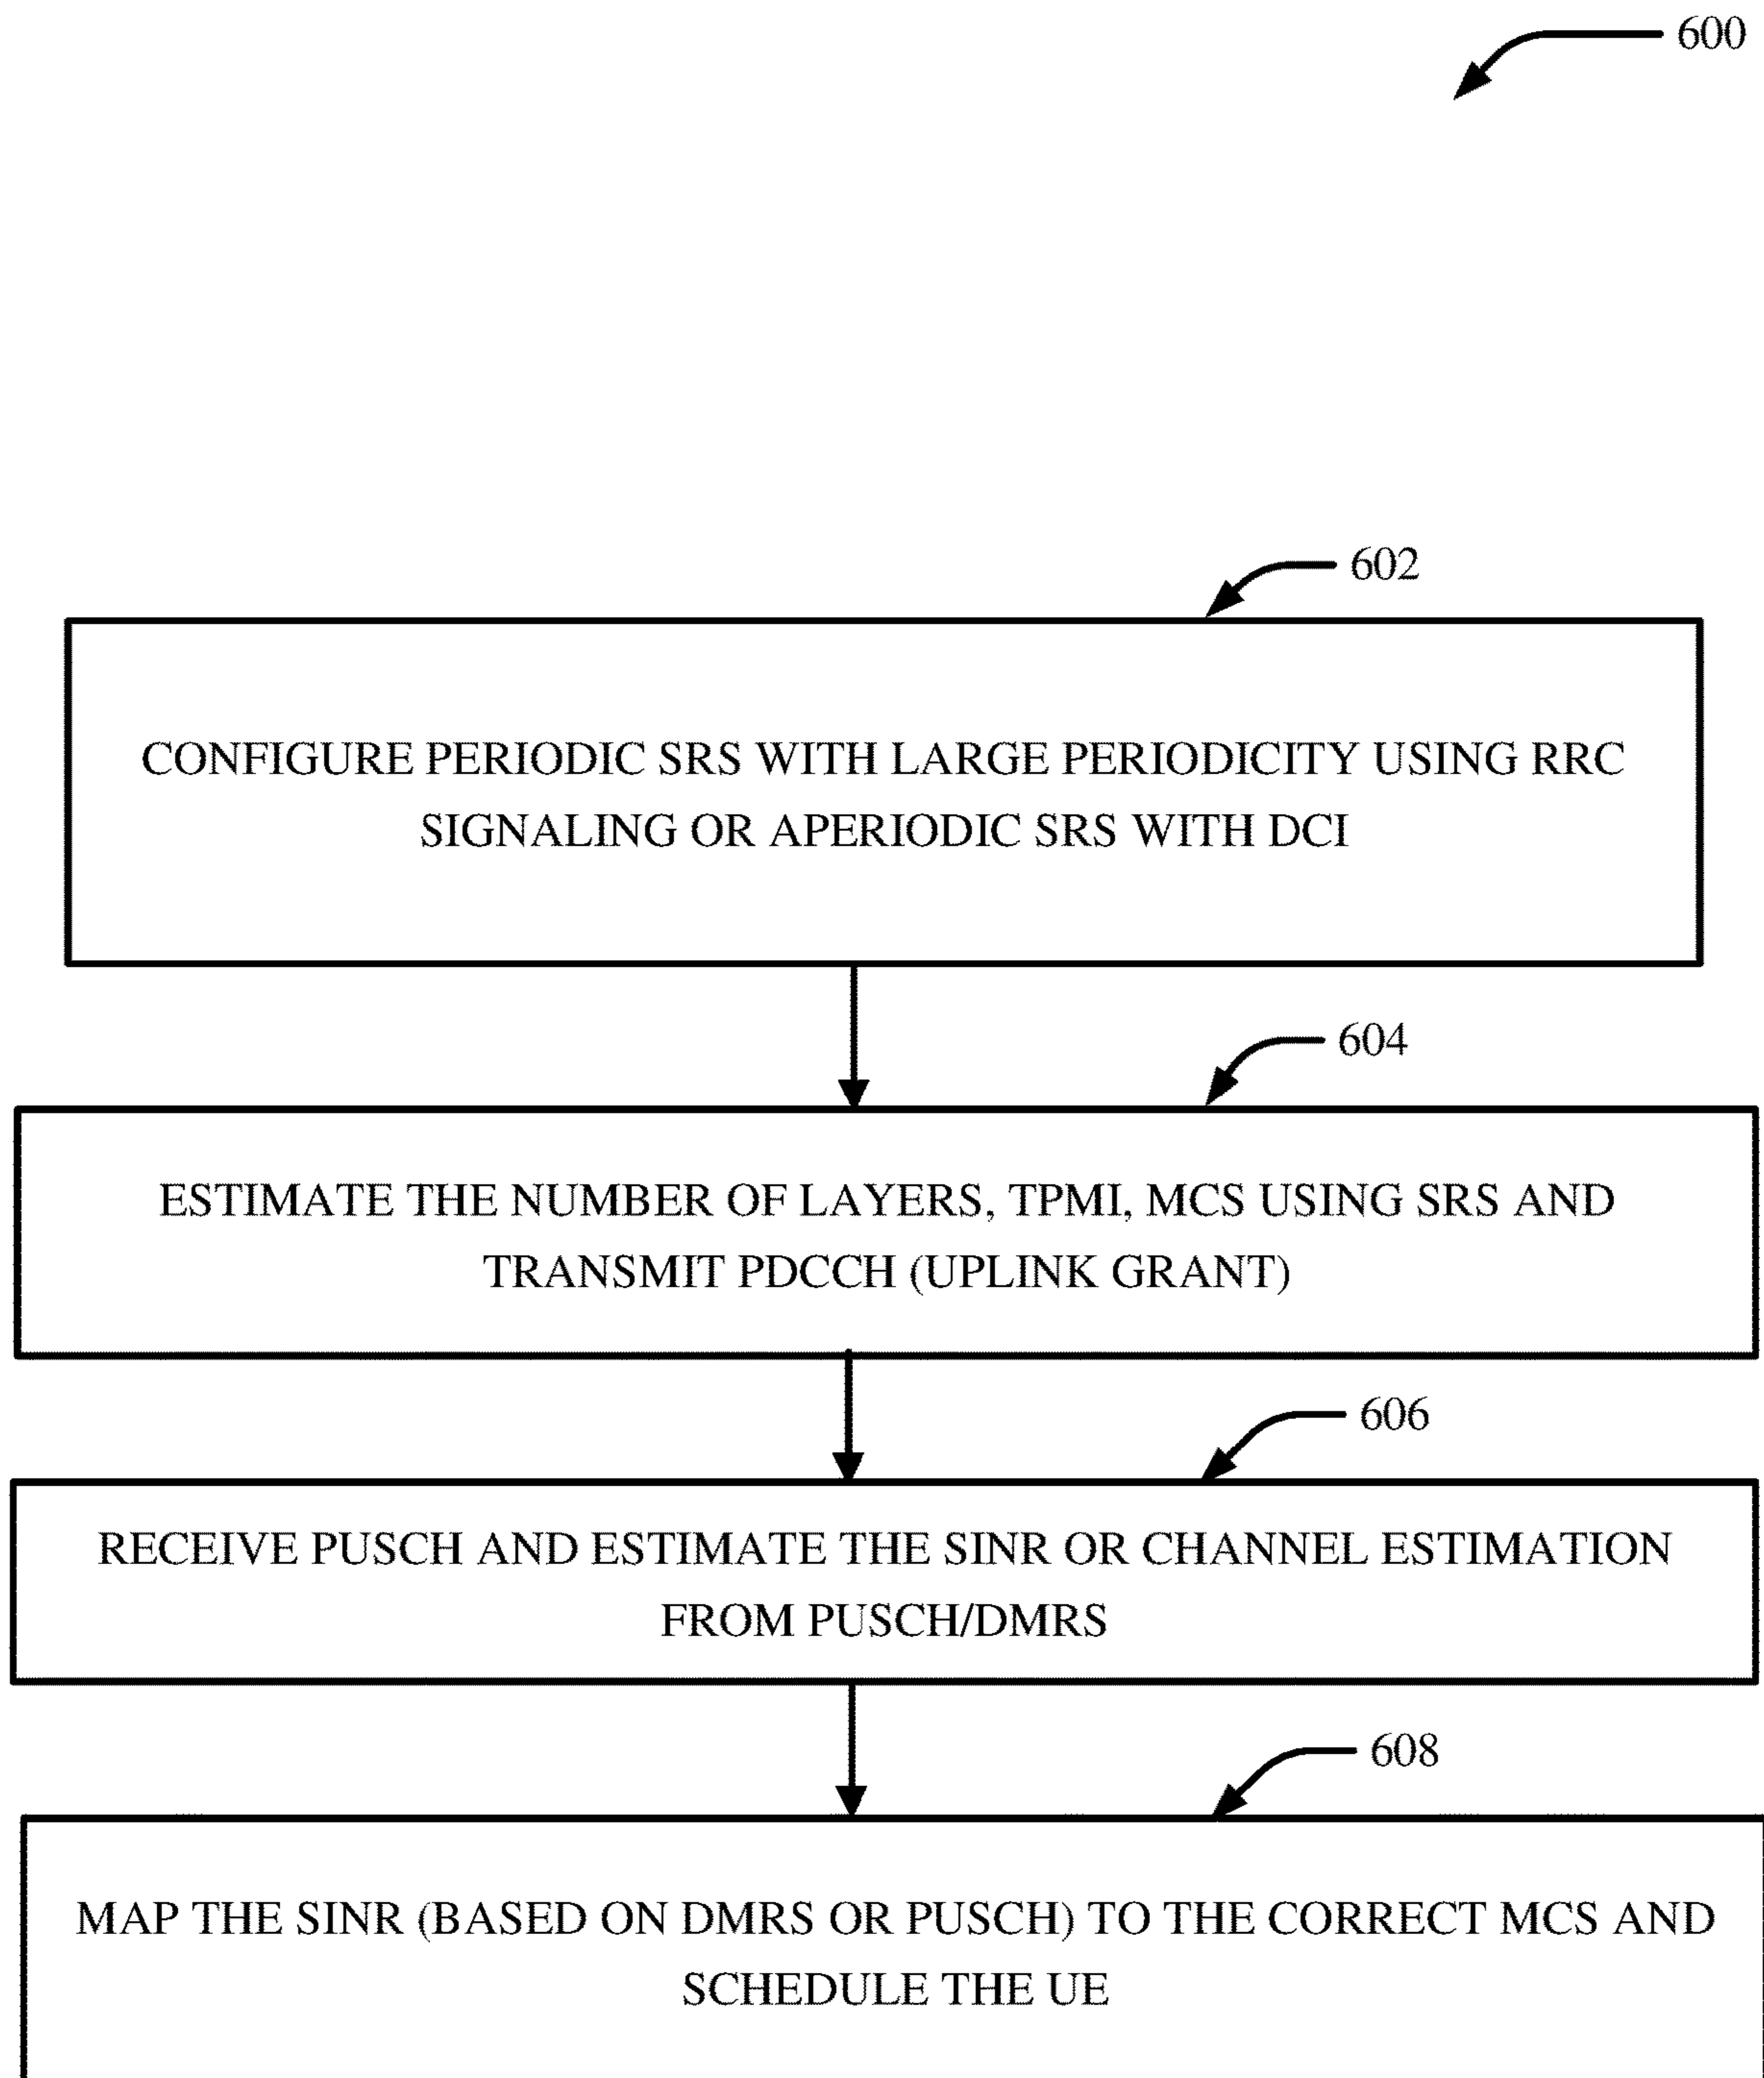 600
602
CONFIGURE PERIODIC SRS WITH LARGE PERIODICITY USING RRC
SIGNALING OR APERIODIC SRS WITH DCI
604
ESTIMATE THE NUMBER OF LAYERS, TPMI, MCS USING SRS AND
TRANSMIT PDCCH (UPLINK GRANT)
606
RECEIVE PUSCH AND ESTIMATE THE SINR OR CHANNEL ESTIMATION
FROM PUSCH/DMRS
608
MAP THE SINR (BASED ON DMRS OR PUSCH) TO THE CORRECT MCS AND
SCHEDULE THE UE